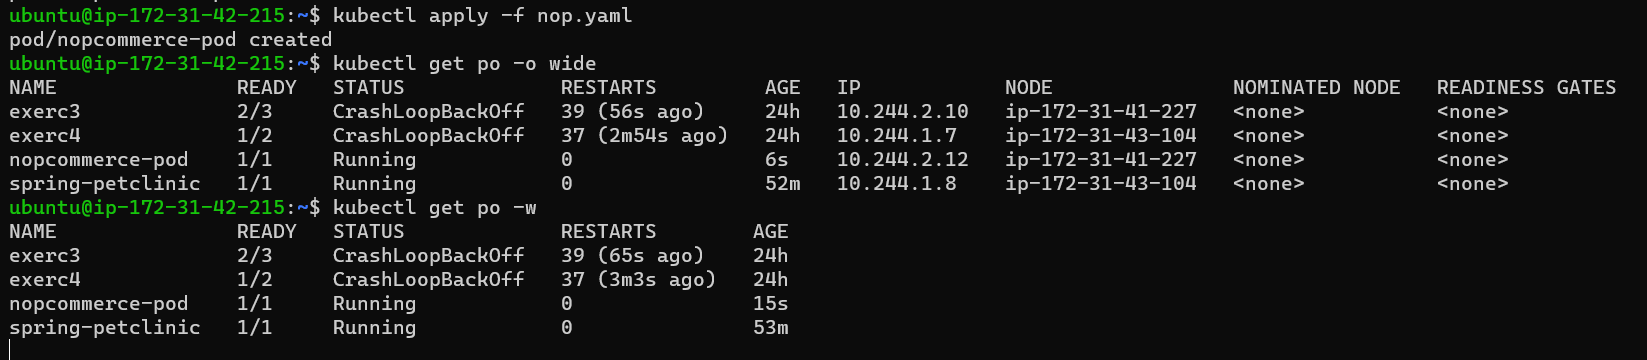 ubuntu@ip-172-31-42-215:~$ kubectl apply -f nop.yaml
pod/nopcommerce-pod created
ubuntu@ip-172-31-42-215:~$ kubectl get po -o wide
NAME               READY   STATUS             RESTARTS         AGE   IP            NODE               NOMINATED NODE   READINESS GATES
exerc3             2/3     CrashLoopBackOff   39 (56s ago)     24h   10.244.2.10   ip-172-31-41-227   <none>           <none>
exerc4             1/2     CrashLoopBackOff   37 (2m54s ago)   24h   10.244.1.7    ip-172-31-43-104   <none>           <none>
nopcommerce-pod    1/1     Running            0                6s    10.244.2.12   ip-172-31-41-227   <none>           <none>
spring-petclinic   1/1     Running            0                52m   10.244.1.8    ip-172-31-43-104   <none>           <none>
ubuntu@ip-172-31-42-215:~$ kubectl get po -w
NAME               READY   STATUS             RESTARTS        AGE
exerc3             2/3     CrashLoopBackOff   39 (65s ago)    24h
exerc4             1/2     CrashLoopBackOff   37 (3m3s ago)   24h
nopcommerce-pod    1/1     Running            0               15s
spring-petclinic   1/1     Running            0               53m